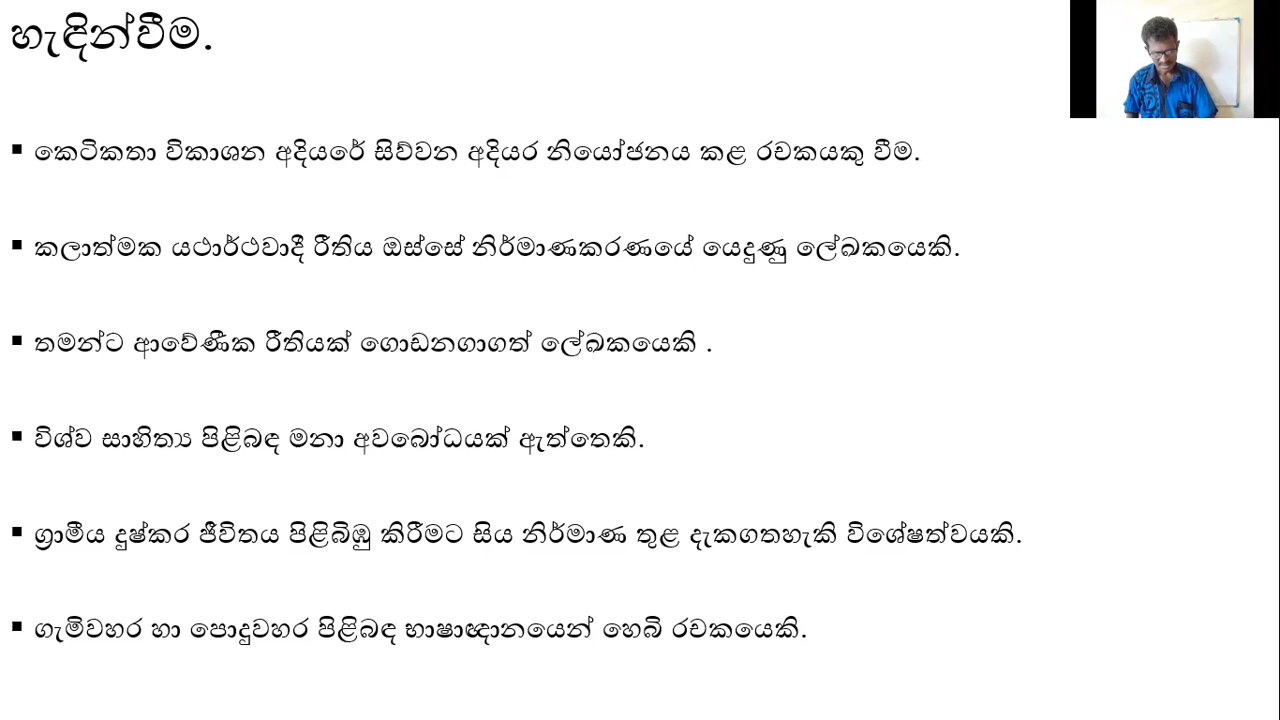 හැඳින්වීම.
▪ කෙටිකතා විකාශන අදියරේ සිව්වන අදියර නියෝජනය කළ රචකයකු වීම.
▪ කලාත්මක යථාර්ථවාදී රීතිය ඔස්සේ නිර්මාණකරණයේ යෙදුණු ලේඛකයෙකි.
▪ තමන්ට ආවේණීක රීතියක් ගොඩනගාගත් ලේඛකයෙකි .
▪ විශ්ව සාහිත්‍ය පිළිබඳ මනා අවබෝධයක් ඇත්තෙකි.
▪ ග්‍රාමීය දුෂ්කර ජීවිතය පිළිබිඹු කිරීමට සිය නිර්මාණ තුළ දැකගතහැකි විශේෂත්වයකි.
▪ ගැමිවහර හා පොදුවහර පිළිබඳ භාෂාඥානයෙන් හෙබි රචකයෙකි.